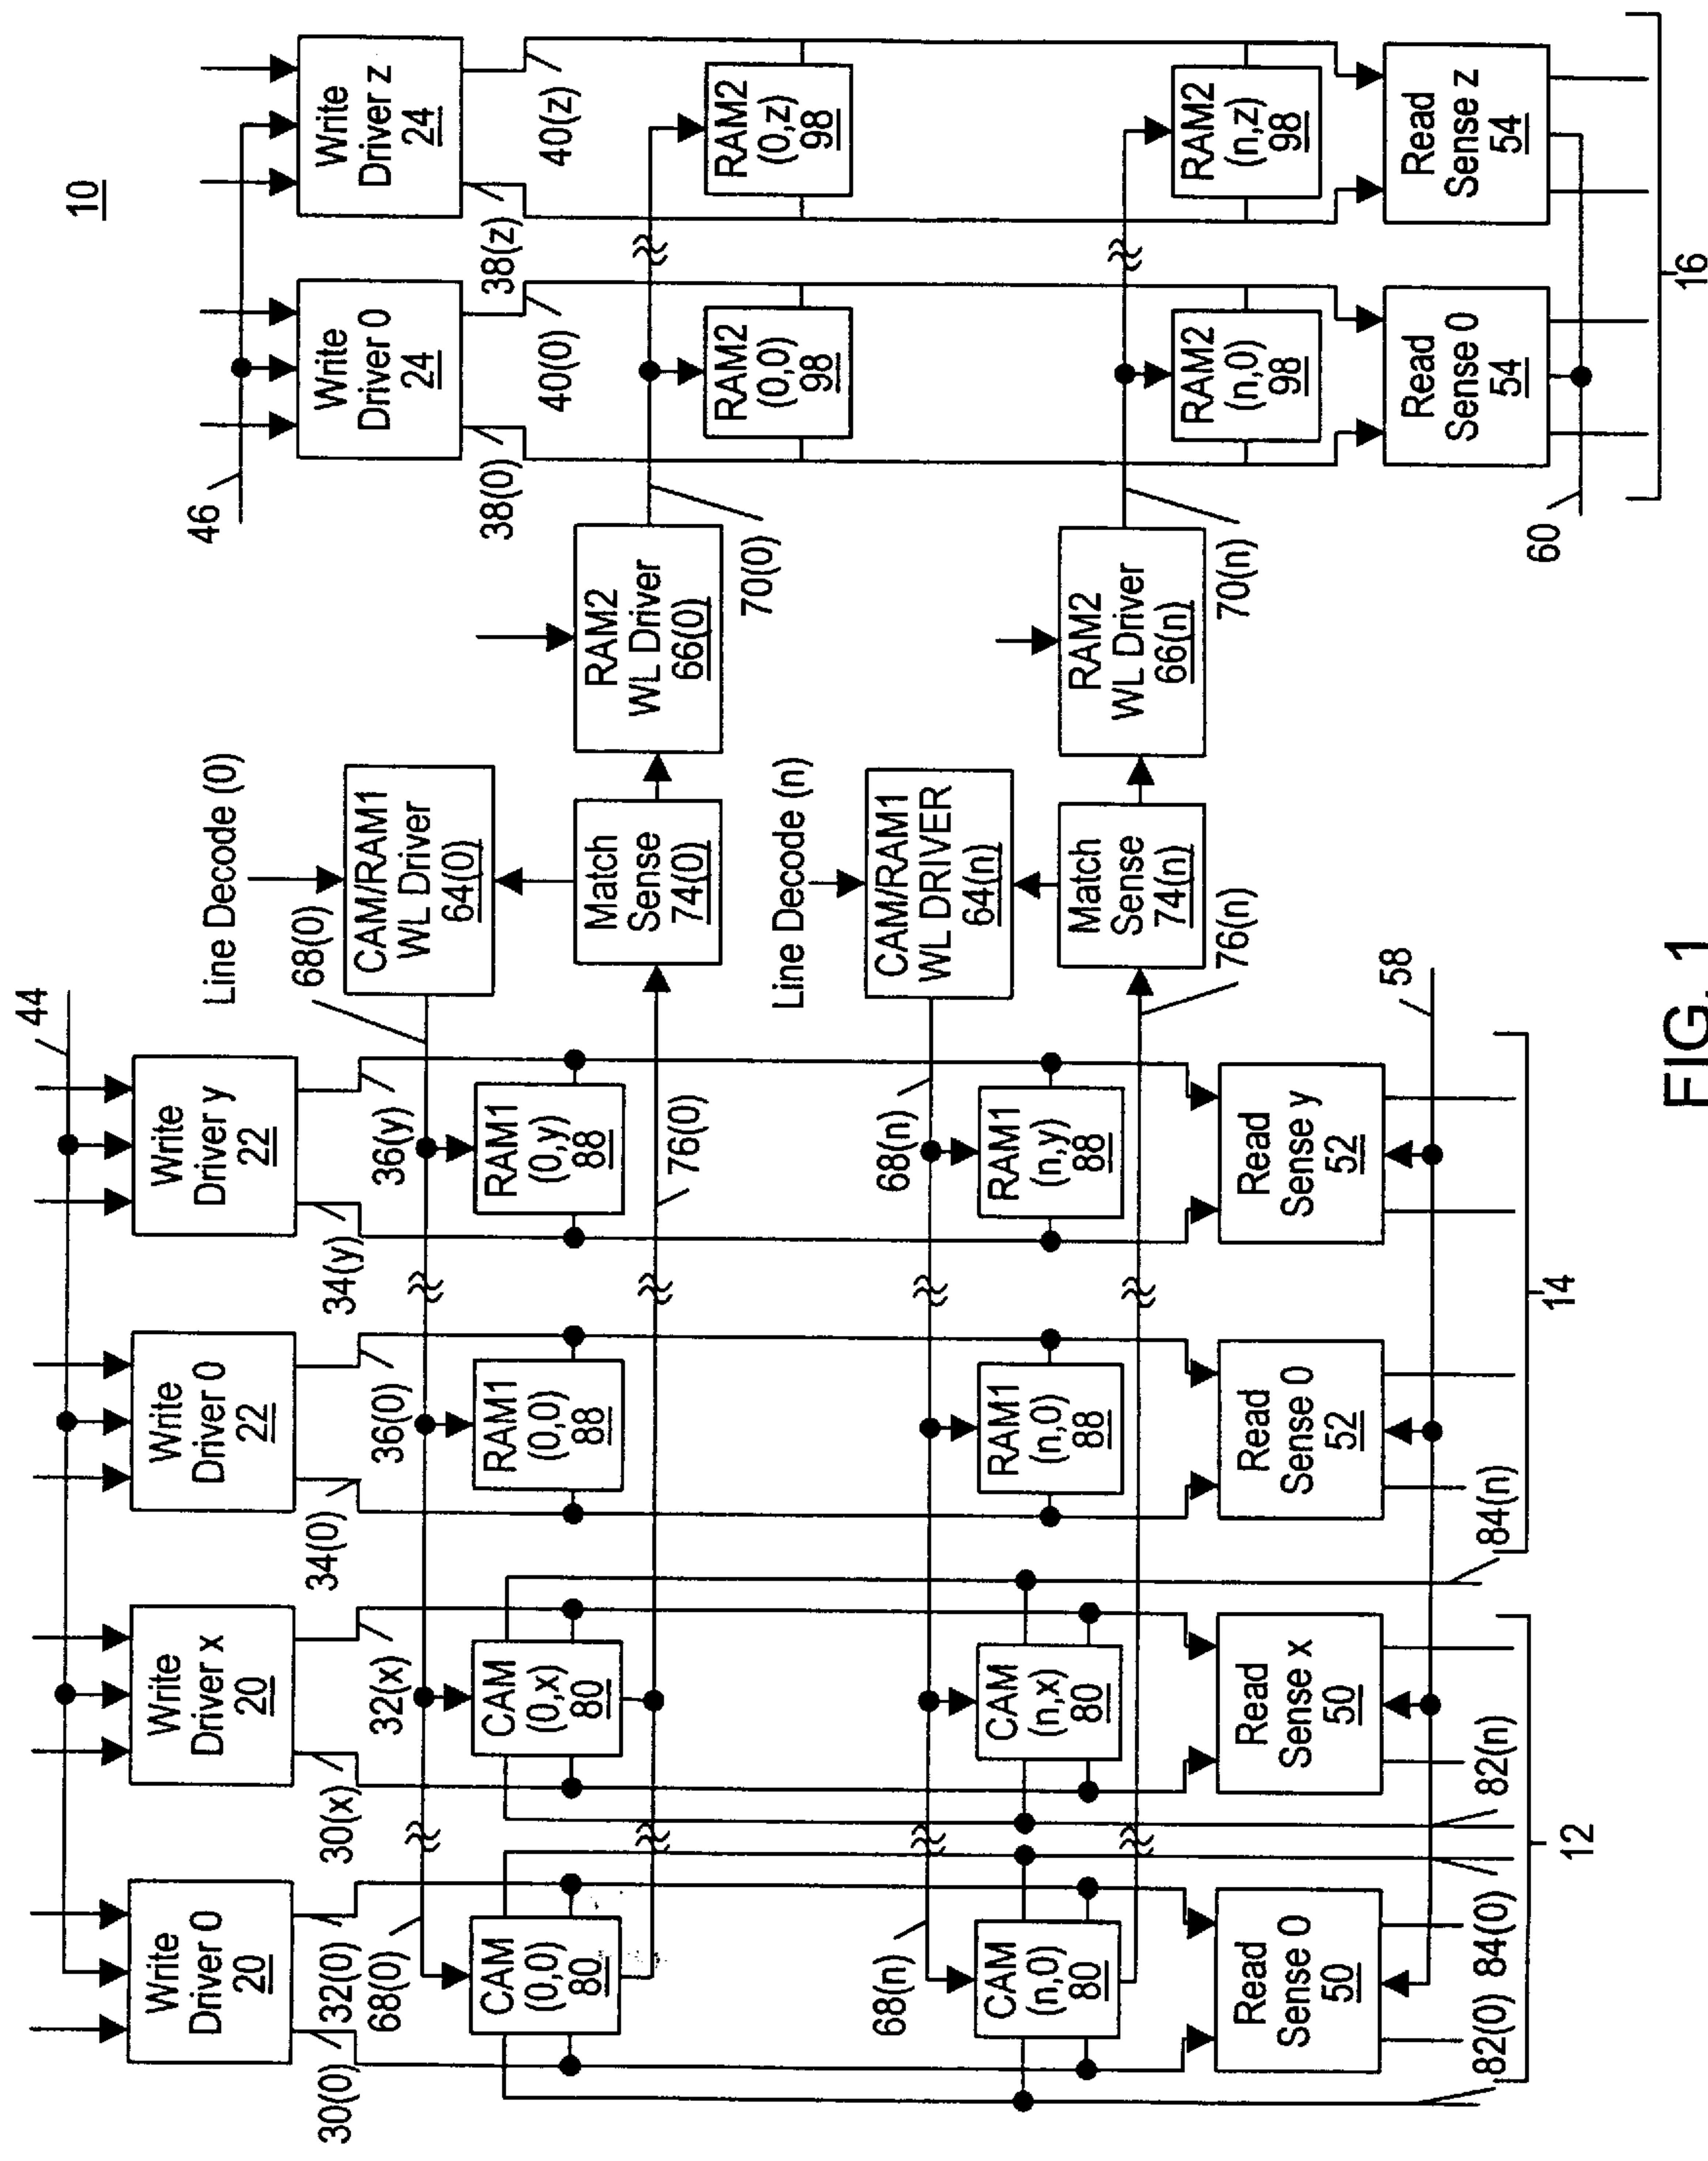 10
44
46
Write
Driver 0
20
Write
Driver x
20
Write
Driver 0
22
Write
Driver y
22
Write
Driver 0
24
Write
Driver z
24
30(0)
32(0)
30(x)
32(x)
34(0)
36(0)
34(y)
36(y)
38(0)
40(0)
38(z)
40(z)
Line Decode (0)
68(0)
68(0)
CAM/RAM1
WL Driver
64(0)
CAM
(0,0)
80
CAM
(0,x)
80
RAM1
(0,0)
88
RAM1
(0,y)
88
76(0)
Match
Sense
74(0)
RAM2
WL Driver
66(0)
70(0)
RAM2
(0,0)
98
RAM2
(0,z)
98
Line Decode (n)
68(n)
68(n)
CAM/RAM1
WL DRIVER
64(n)
CAM
(n,0)
80
CAM
(n,x)
80
RAM1
(n,0)
88
RAM1
(n,y)
88
76(n)
Match
Sense
74(n)
RAM2
WL Driver
66(n)
70(n)
RAM2
(n,0)
98
RAM2
(n,z)
98
Read
Sense 0
50
Read
Sense x
50
Read
Sense 0
52
Read
Sense y
52
Read
Sense 0
54
Read
Sense z
54
58
60
82(0)
84(0)
82(n)
84(n)
12
14
16
FIG. 1